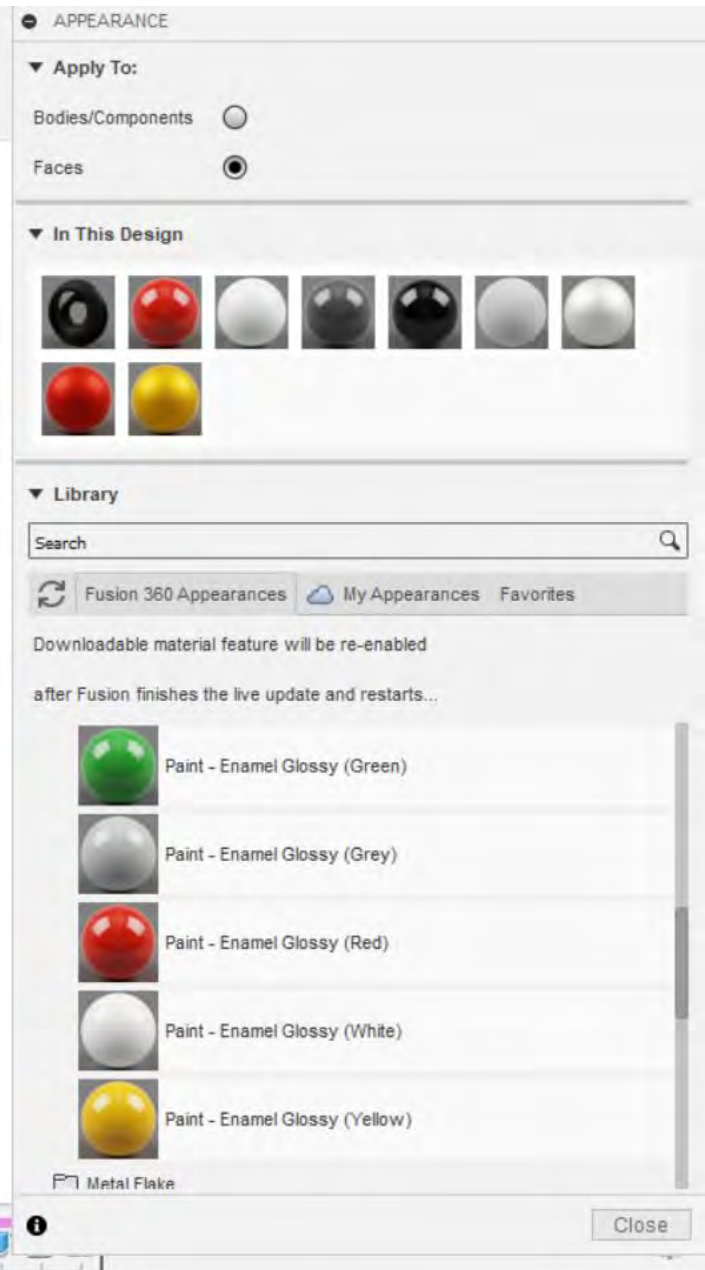 APPEARANCE
Apply To:
Bodies/Components
Faces
In This Design
Library
Search
Fusion 360 Appearances My Appearances Favorites
Downloadable material feature will be re-enabled
after Fusion finishes the live update and restarts...
Paint - Enamel Glossy (Green)
Paint - Enamel Glossy (Grey)
Paint - Enamel Glossy (Red)
Paint - Enamel Glossy (White)
Paint - Enamel Glossy (Yellow)
Metal Flake
Close